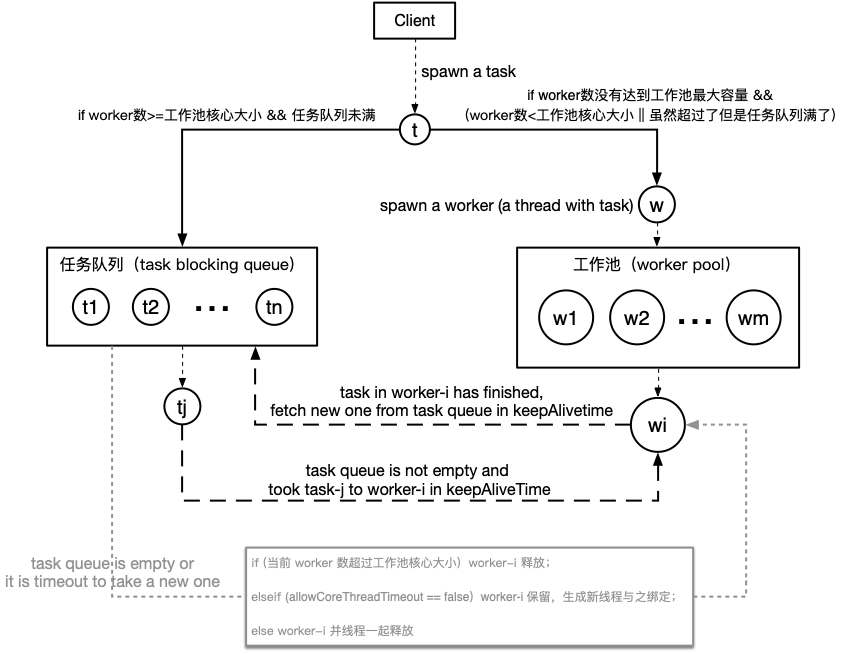 Client
spawn a task
if worker数没有达到工作池最大容量 &&
(worker数<工作池核心大小 || 虽然超过了但是任务队列满了)
if worker数>=工作池核心大小 && 任务队列未满
t
spawn a worker (a thread with task)
w
任务队列（task blocking queue）
t1 t2 ... tn
工作池（worker pool）
w1 w2 ... wm
task in worker-i has finished,
fetch new one from task queue in keepAlivetime
tj
wi
task queue is not empty and
took task-j to worker-i in keepAliveTime
task queue is empty or
it is timeout to take a new one
if (当前 worker 数超过工作池核心大小）worker-i 释放；
elseif (allowCoreThreadTimeout == false）worker-i 保留，生成新线程与之绑定；
else worker-i 并线程一起释放